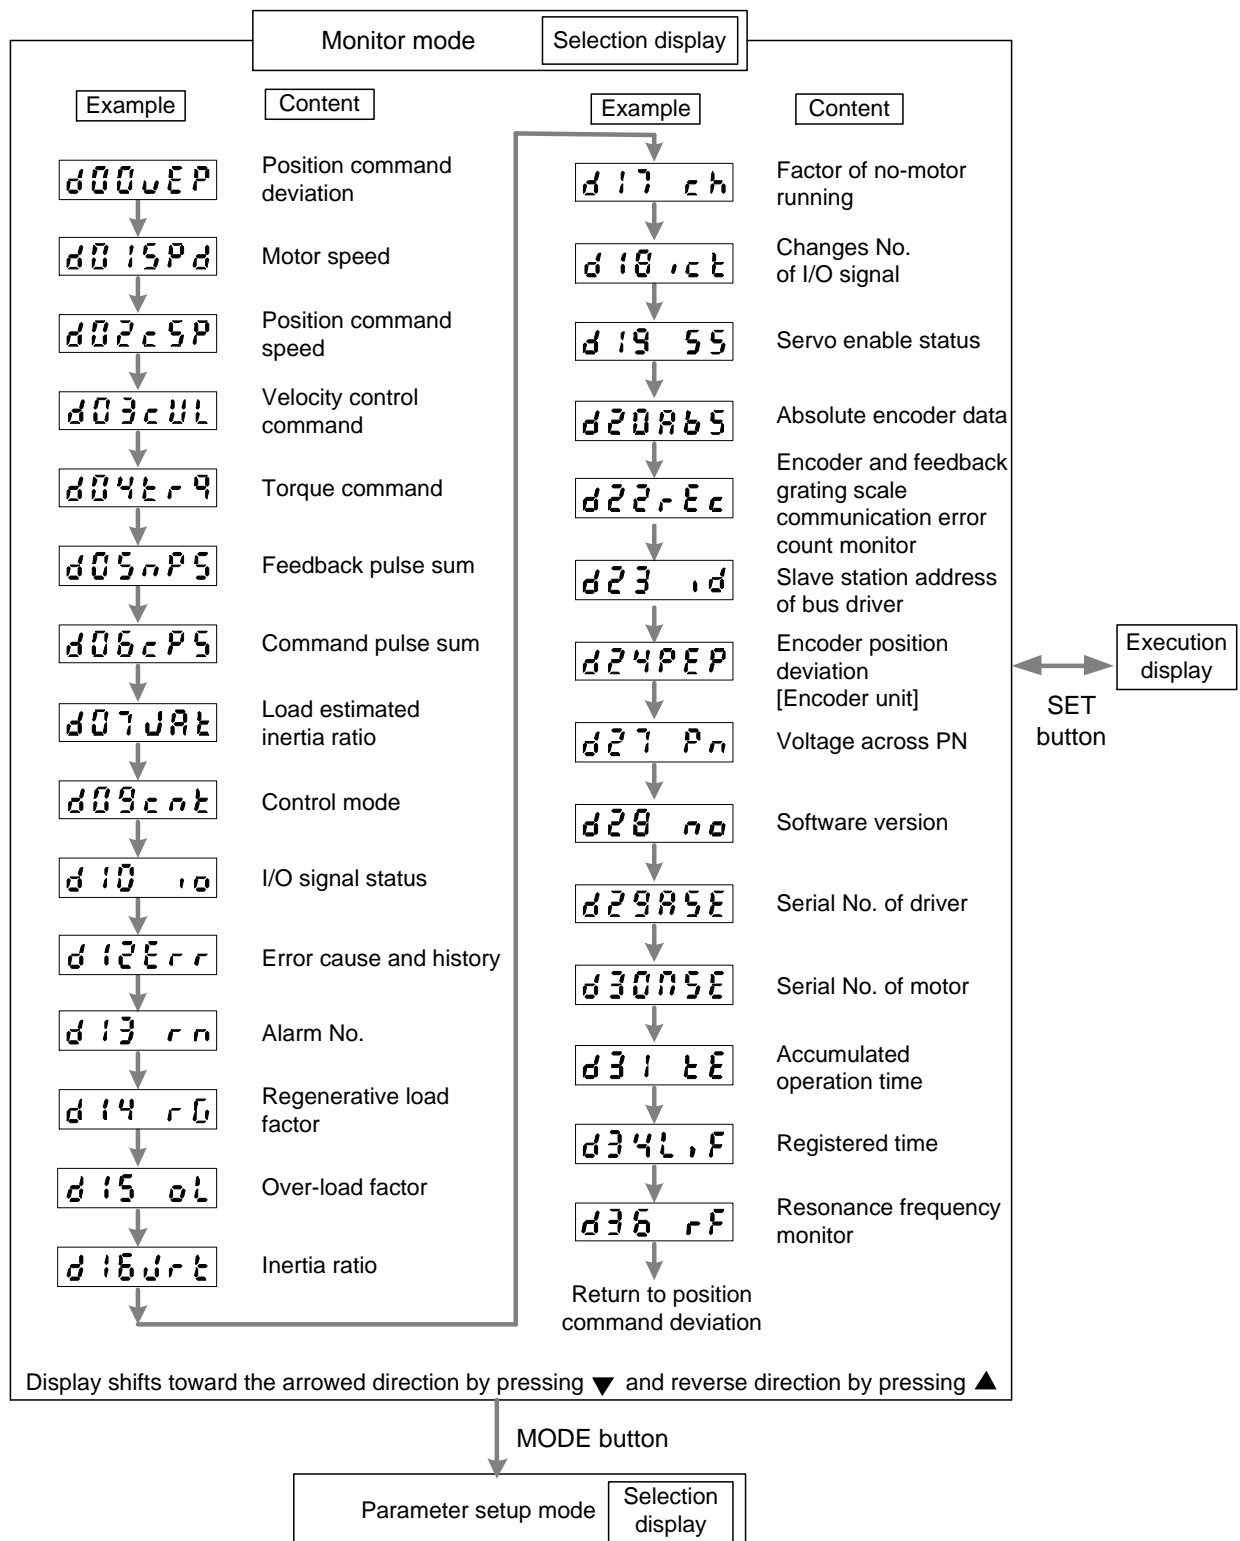 Monitor mode
Selection display
Example
Content
d00uEP
Position command
deviation
d01SPd
Motor speed
d02cSP
Position command
speed
d03cUL
Velocity control
command
d04trq
Torque command
d05nPS
Feedback pulse sum
d06cPS
Command pulse sum
d07JAt
Load estimated
inertia ratio
d09cnt
Control mode
d10 io
I/O signal status
d12Err
Error cause and history
d13 rn
Alarm No.
d14 rG
Regenerative load
factor
d15 oL
Over-load factor
d16Jrt
Inertia ratio
Example
Content
d17 ch
Factor of no-motor
running
d18 ict
Changes No.
of I/O signal
d19 SS
Servo enable status
d20AbS
Absolute encoder data
d22rEc
Encoder and feedback
grating scale
communication error
count monitor
d23 id
Slave station address
of bus driver
d24PEP
Encoder position
deviation
[Encoder unit]
d27 Pn
Voltage across PN
d28 no
Software version
d29ASE
Serial No. of driver
d30MSE
Serial No. of motor
d31 tE
Accumulated
operation time
d34LiF
Registered time
d36 rF
Resonance frequency
monitor
Return to position
command deviation
Execution
display
SET
button
Display shifts toward the arrowed direction by pressing ▼ and reverse direction by pressing ▲
MODE button
Parameter setup mode
Selection
display